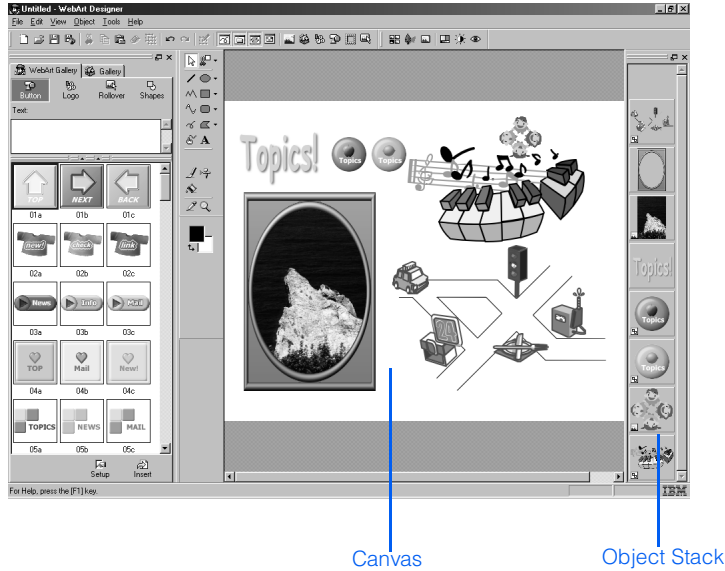 Untitled - WebArt Designer
File Edit View Object Tools Help
WebArt Gallery Gallery
Button Logo Rollover Shapes
Text:
TOP NEXT BACK
01a 01b 01c
new! check link
02a 02b 02c
News Info Mail
03a 03b 03c
TOP Mail New!
04a 04b 04c
TOPICS NEWS MAIL
05a 05b 05c
Setup Insert
A
Topics! Topics Topics
24
Topics!
Topics
Topics
For Help, press the [F1] key.
IBM
Canvas
Object Stack